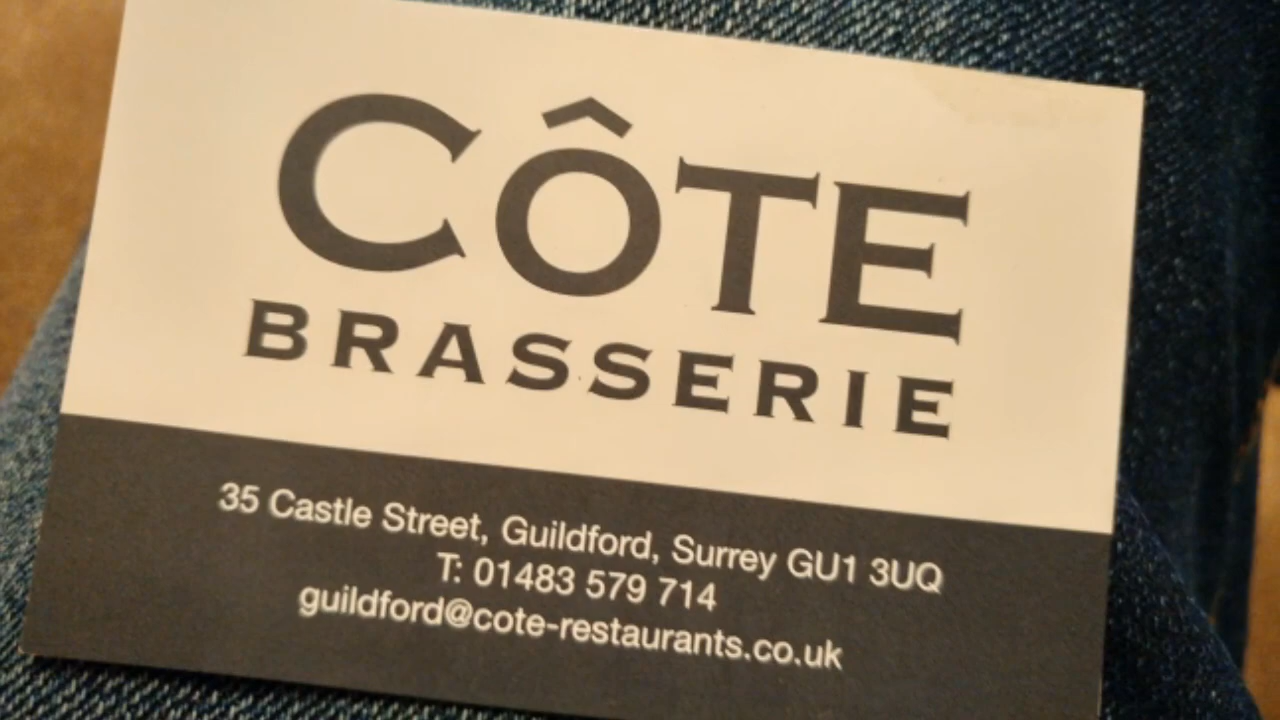 CÔTE
BRASSERIE
35 Castle Street, Guildford, Surrey GU1 3UQ
T: 01483 579 714
guildford@cote-restaurants.co.uk